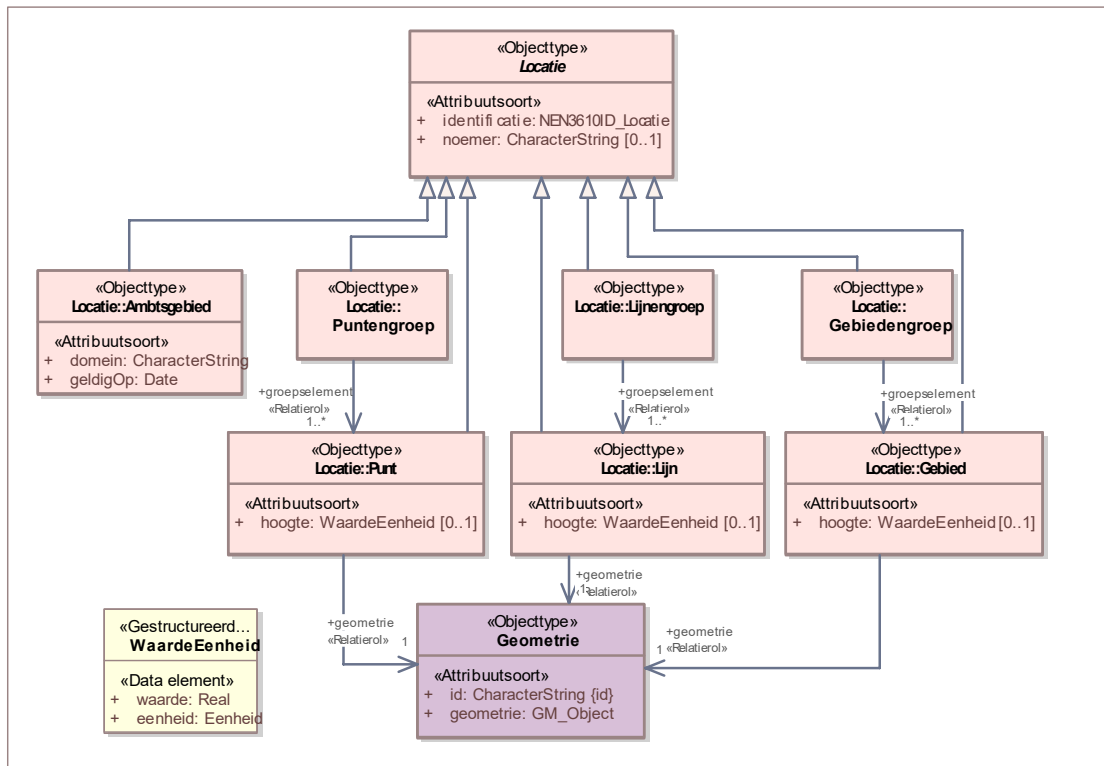 «Objecttype»
Locatie
«Attribuutsoort»
+ identificatie: NEN3610ID_Locatie
+ noemer: CharacterString [0..1]
«Objecttype»
Locatie::Ambtsgebied
«Attribuutsoort»
+ domein: CharacterString
+ geldigOp: Date
«Objecttype»
Locatie::
Puntengroep
«Objecttype»
Locatie::Lijnengroep
«Objecttype»
Locatie::
Gebiedengroep
+groepselement
«Relatierol»
1..*
+groepselement
«Relatierol»
1..*
+groepselement
«Relatierol»
1..*
«Objecttype»
Locatie::Punt
«Attribuutsoort»
+ hoogte: WaardeEenheid [0..1]
«Objecttype»
Locatie::Lijn
«Attribuutsoort»
+ hoogte: WaardeEenheid [0..1]
«Objecttype»
Locatie::Gebied
«Attribuutsoort»
+ hoogte: WaardeEenheid [0..1]
+geometrie
«Relatierol»
1
+geometrie
1
«Relatierol»
+geometrie
«Relatierol»
1
«Gestructureerd...
WaardeEenheid
«Data element»
+ waarde: Real
+ eenheid: Eenheid
«Objecttype»
Geometrie
«Attribuutsoort»
+ id: CharacterString {id}
+ geometrie: GM_Object